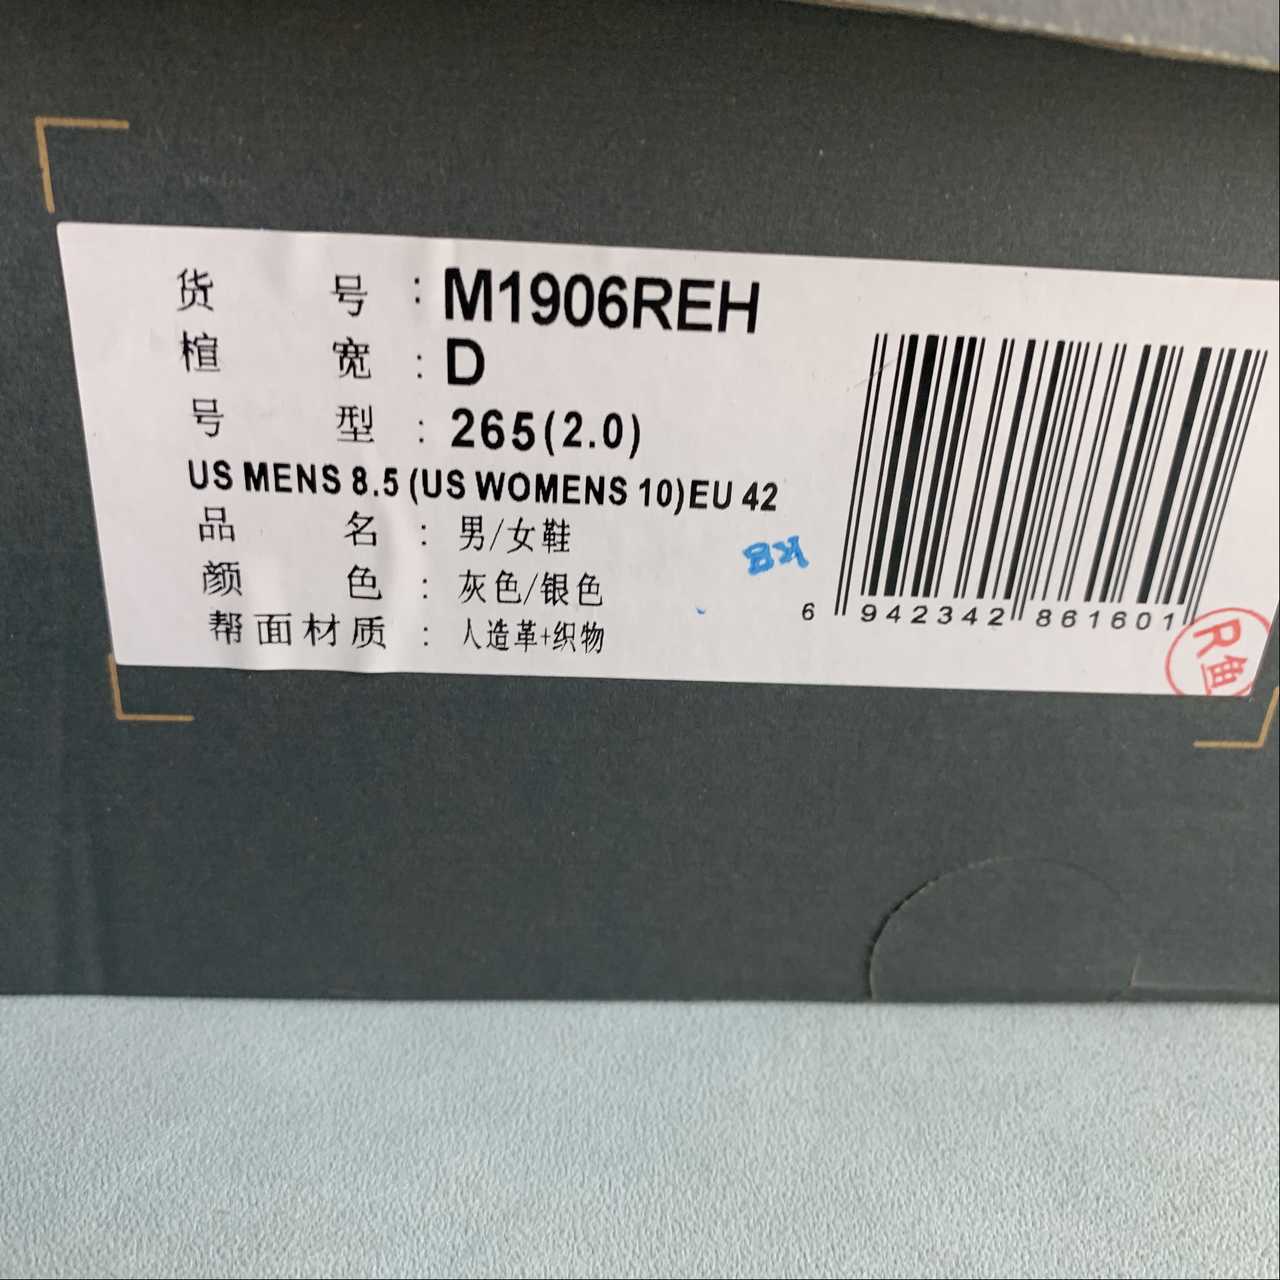 货 号 : M1906REH
楦 宽 : D
号 型 : 265(2.0)
US MENS 8.5 (US WOMENS 10)EU 42
品 名 : 男/女鞋
颜 色 : 灰色/银色
帮面材质 : 人造革+织物
6 942342 861601
R